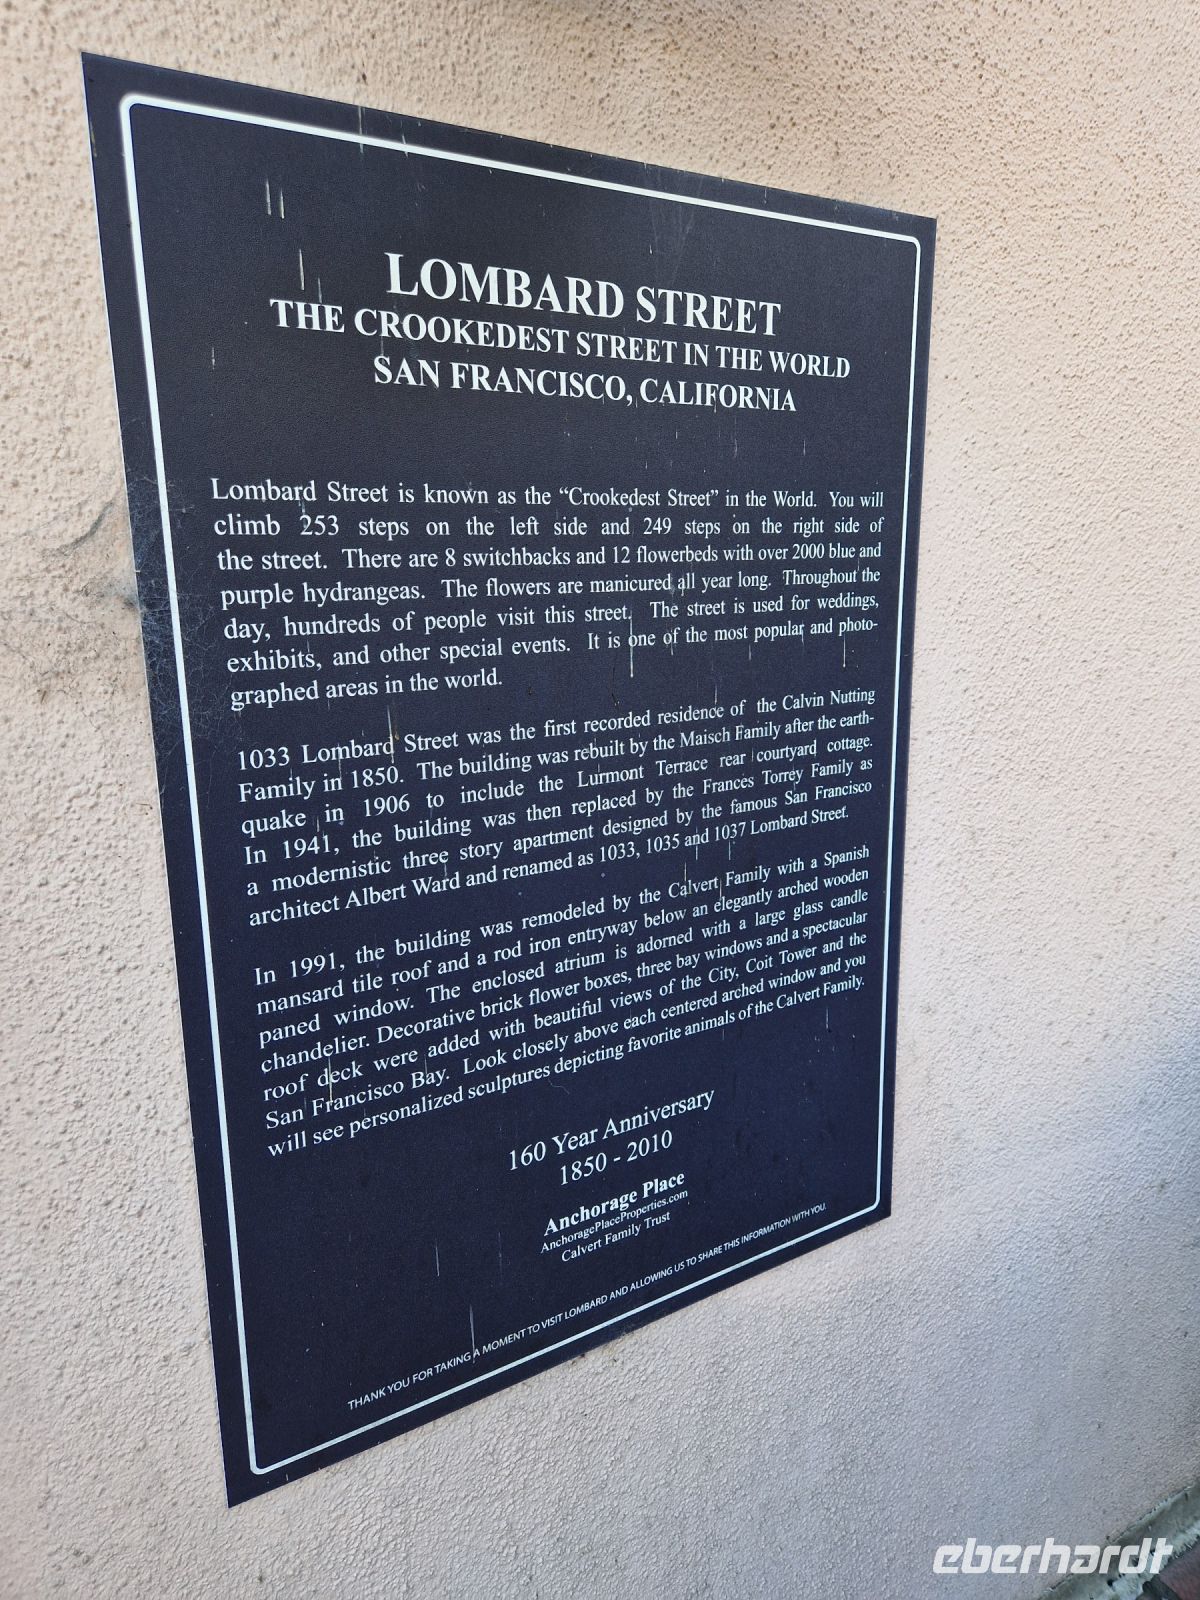 LOMBARD STREET
THE CROOKEDEST STREET IN THE WORLD
SAN FRANCISCO, CALIFORNIA
Lombard Street is known as the “Crookedest Street” in the World. You will
climb 253 steps on the left side and 249 steps on the right side of
the street. There are 8 switchbacks and 12 flowerbeds with over 2000 blue and
purple hydrangeas. The flowers are manicured all year long. Throughout the
day, hundreds of people visit this street. The street is used for weddings,
exhibits, and other special events. It is one of the most popular and photo-
graphed areas in the world.
1033 Lombard Street was the first recorded residence of the Calvin Nutting
Family in 1850. The building was rebuilt by the Maisch Family after the earth-
quake in 1906 to include the Lurmont Terrace rear courtyard cottage.
In 1941, the building was then replaced by the Frances Torrey Family as
a modernistic three story apartment designed by the famous San Francisco
architect Albert Ward and renamed as 1033, 1035 and 1037 Lombard Street.
In 1991, the building was remodeled by the Calvert Family with a Spanish
mansard tile roof and a rod iron entryway below an elegantly arched wooden
paned window. The enclosed atrium is adorned with a large glass candle
chandelier. Decorative brick flower boxes, three bay windows and a spectacular
roof deck were added with beautiful views of the City, Coit Tower and the
San Francisco Bay. Look closely above each centered arched window and you
will see personalized sculptures depicting favorite animals of the Calvert Family.
160 Year Anniversary
1850 - 2010
Anchorage Place
AnchoragePlaceProperties.com
Calvert Family Trust
THANK YOU FOR TAKING A MOMENT TO VISIT LOMBARD AND ALLOWING US TO SHARE THIS INFORMATION WITH YOU.
eberhardt